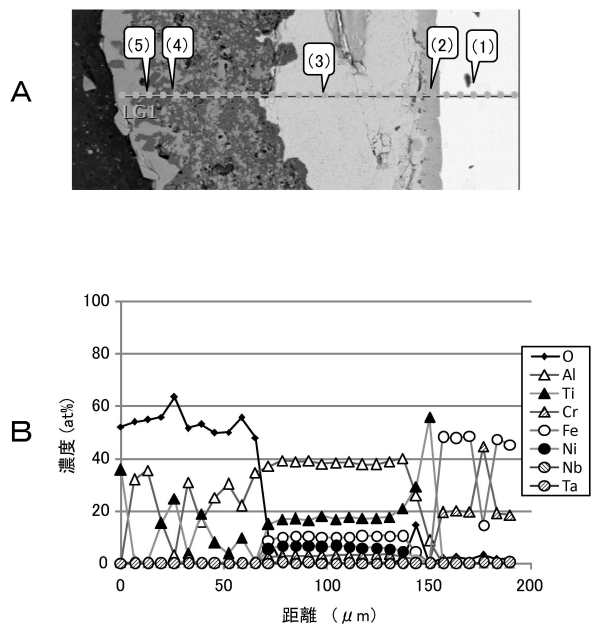 A
(5) (4) (3) (2) (1)
LG1
B
濃度 (at%)
100
80
60
40
20
0
0 50 100 150 200
距離 (μm)
O
Al
Ti
Cr
Fe
Ni
Nb
Ta